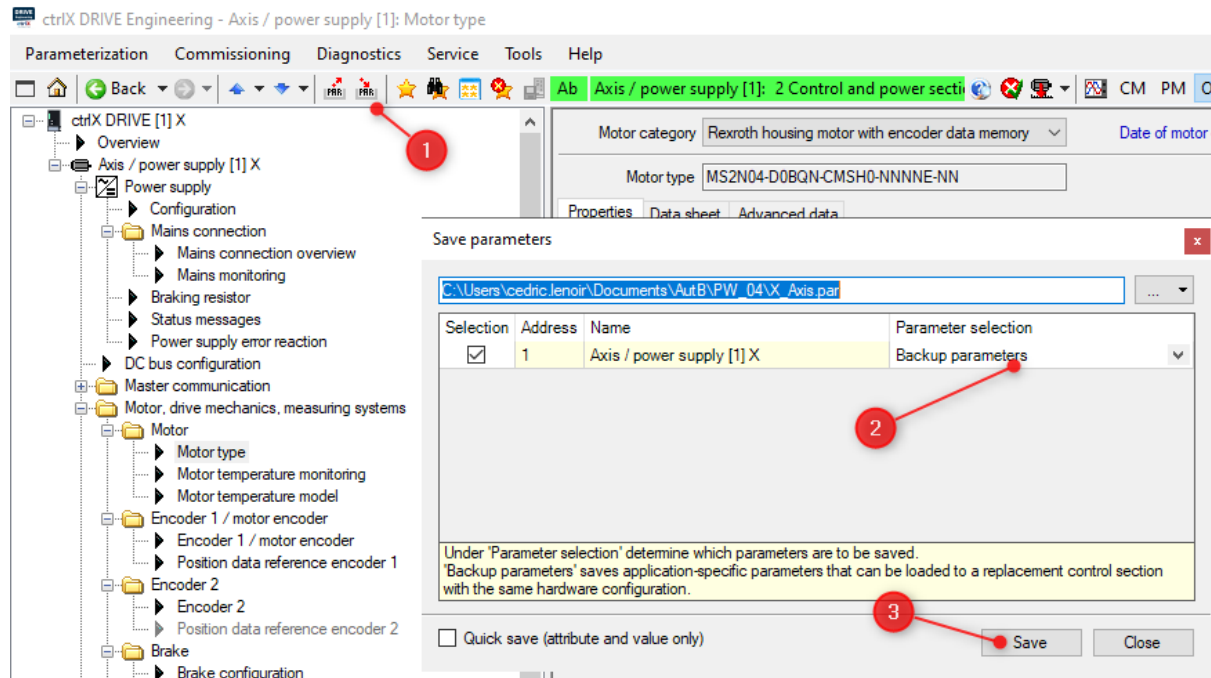 ctrlX DRIVE Engineering - Axis / power supply [1]: Motor type
Parameterization Commissioning Diagnostics Service Tools Help
Back PAR PAR Ab Axis / power supply [1]: 2 Control and power secti CM PM O
ctrlX DRIVE [1] X
Overview
Axis / power supply [1] X
Power supply
Configuration
Mains connection
Mains connection overview
Mains monitoring
Braking resistor
Status messages
Power supply error reaction
DC bus configuration
Master communication
Motor, drive mechanics, measuring systems
Motor
Motor type
Motor temperature monitoring
Motor temperature model
Encoder 1 / motor encoder
Encoder 1 / motor encoder
Position data reference encoder 1
Encoder 2
Encoder 2
Position data reference encoder 2
Brake
Brake configuration
1
Motor category Rexroth housing motor with encoder data memory Date of motor
Motor type MS2N04-D0BQN-CMSH0-NNNNE-NN
Properties Data sheet Advanced data
Save parameters x
C:\Users\cedric.lenoir\Documents\AutB\PW_04\X_Axis.par ...
Selection Address Name Parameter selection
1 Axis / power supply [1] X Backup parameters
2
Under 'Parameter selection' determine which parameters are to be saved.
'Backup parameters' saves application-specific parameters that can be loaded to a replacement control section
with the same hardware configuration.
3
Quick save (attribute and value only) Save Close